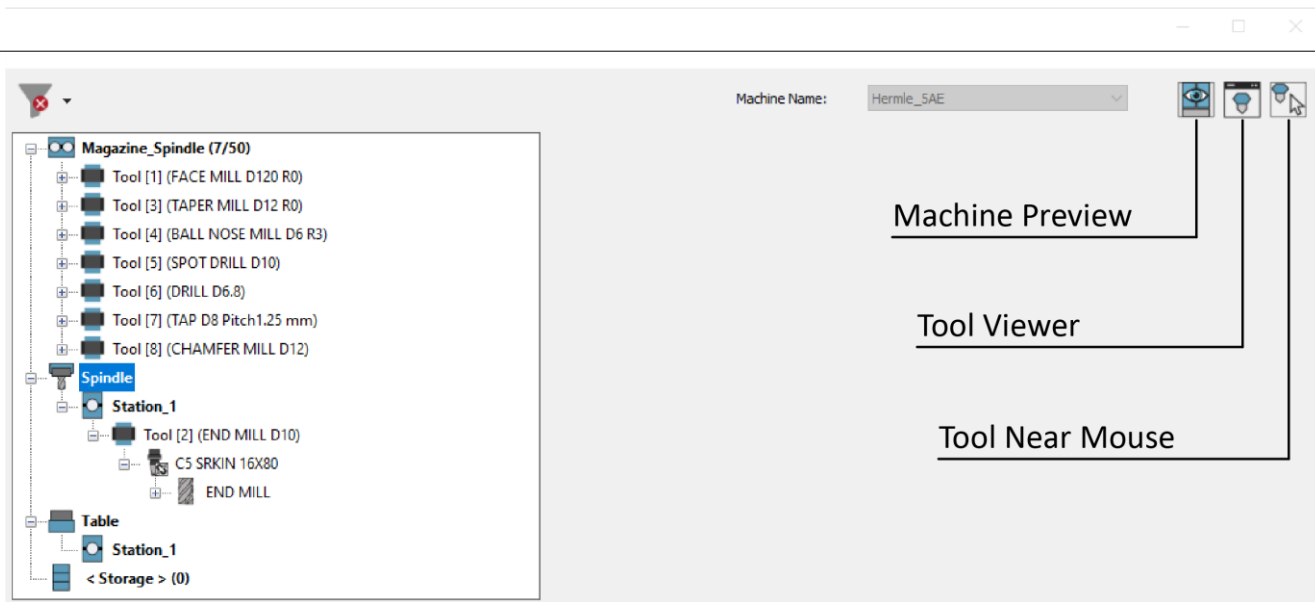 Machine Name: Hermle_5AE
Magazine_Spindle (7/50)
Tool [1] (FACE MILL D120 R0)
Tool [3] (TAPER MILL D12 R0)
Tool [4] (BALL NOSE MILL D6 R3)
Tool [5] (SPOT DRILL D10)
Tool [6] (DRILL D6.8)
Tool [7] (TAP D8 Pitch1.25 mm)
Tool [8] (CHAMFER MILL D12)
Spindle
Station_1
Tool [2] (END MILL D10)
C5 SRKIN 16X80
END MILL
Table
Station_1
< Storage > (0)
Machine Preview
Tool Viewer
Tool Near Mouse